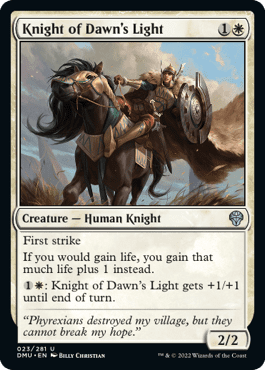 Knight of Dawn's Light 1
Creature — Human Knight
First strike
If you would gain life, you gain that
much life plus 1 instead.
1: Knight of Dawn's Light gets +1/+1
until end of turn.
"Phyrexians destroyed my village, but they
cannot break my hope."
2/2
023/281 U
DMU • EN Billy Christian
™ & © 2022 Wizards of the Coast